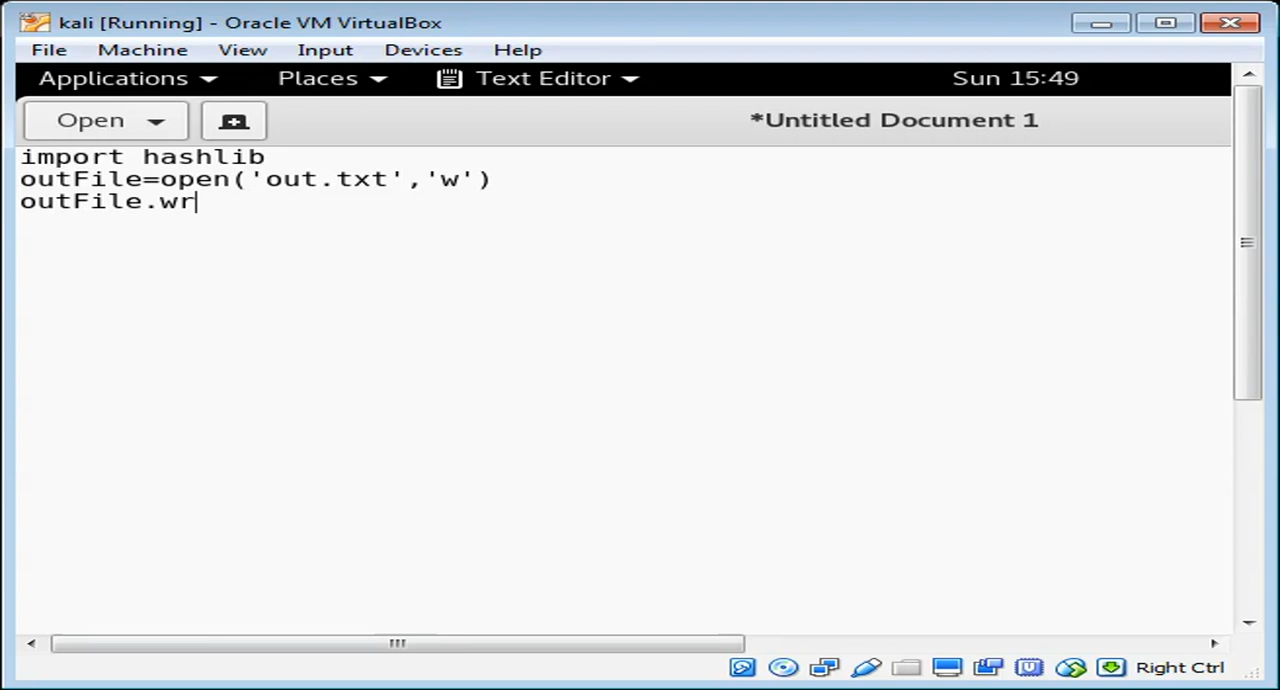 kali [Running] - Oracle VM VirtualBox
File Machine View Input Devices Help
Applications Places Text Editor Sun 15:49
Open *Untitled Document 1
import hashlib
outFile=open('out.txt','w')
outFile.wr
Right Ctrl